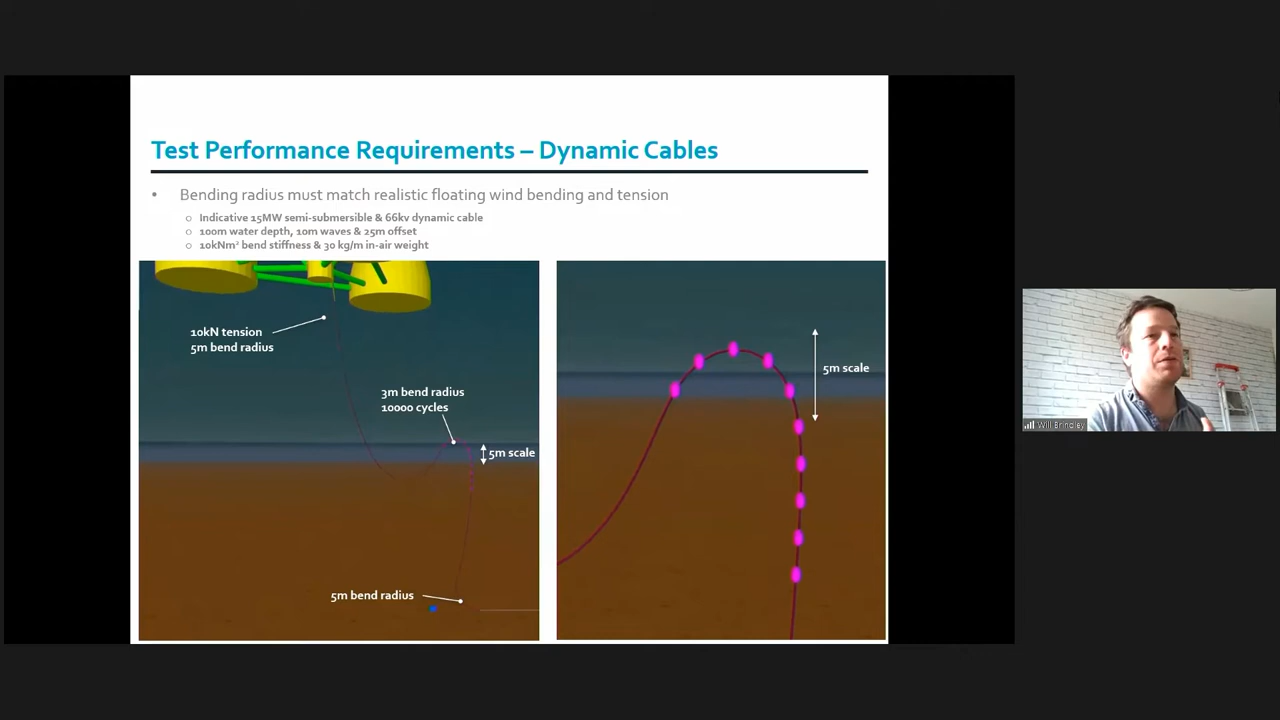 Test Performance Requirements – Dynamic Cables
• Bending radius must match realistic floating wind bending and tension
○ Indicative 15MW semi-submersible & 66kv dynamic cable
○ 100m water depth, 10m waves & 25m offset
○ 10kNm² bend stiffness & 30 kg/m in-air weight
10kN tension
5m bend radius
3m bend radius
10000 cycles
5m scale
5m bend radius
5m scale
Will Brindley